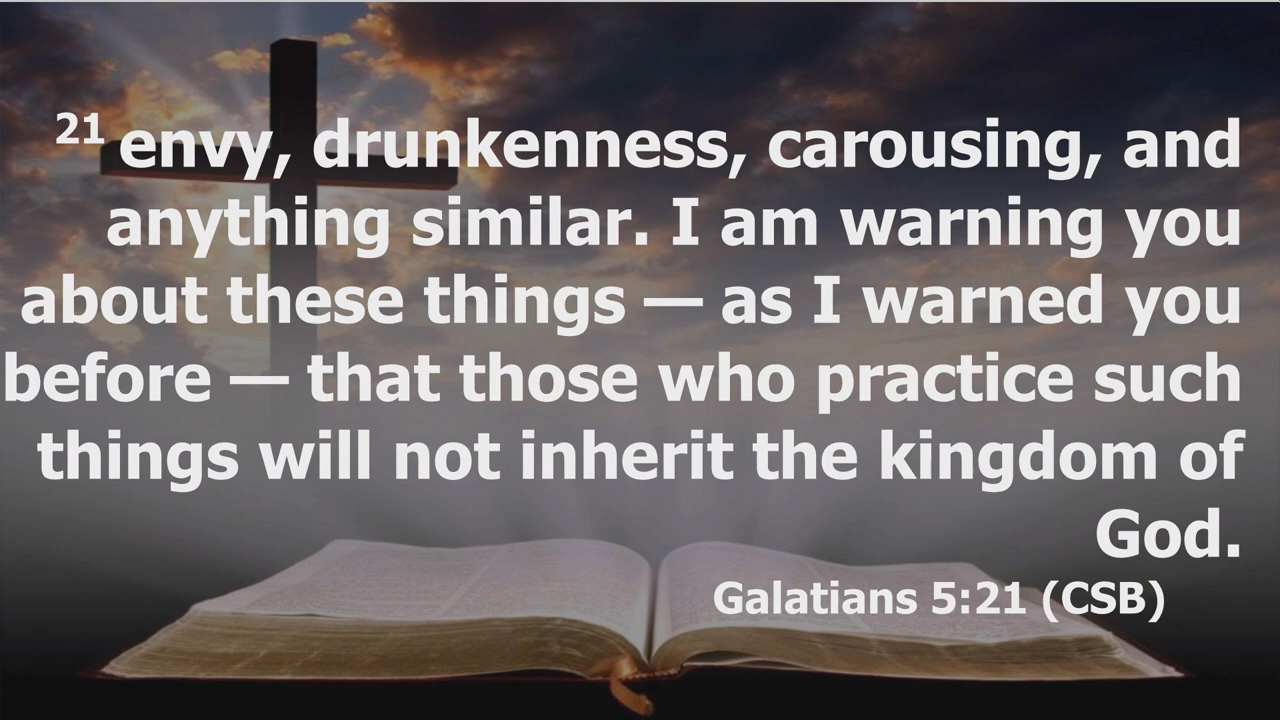 21 envy, drunkenness, carousing, and
anything similar. I am warning you
about these things — as I warned you
before — that those who practice such
things will not inherit the kingdom of
God.
Galatians 5:21 (CSB)